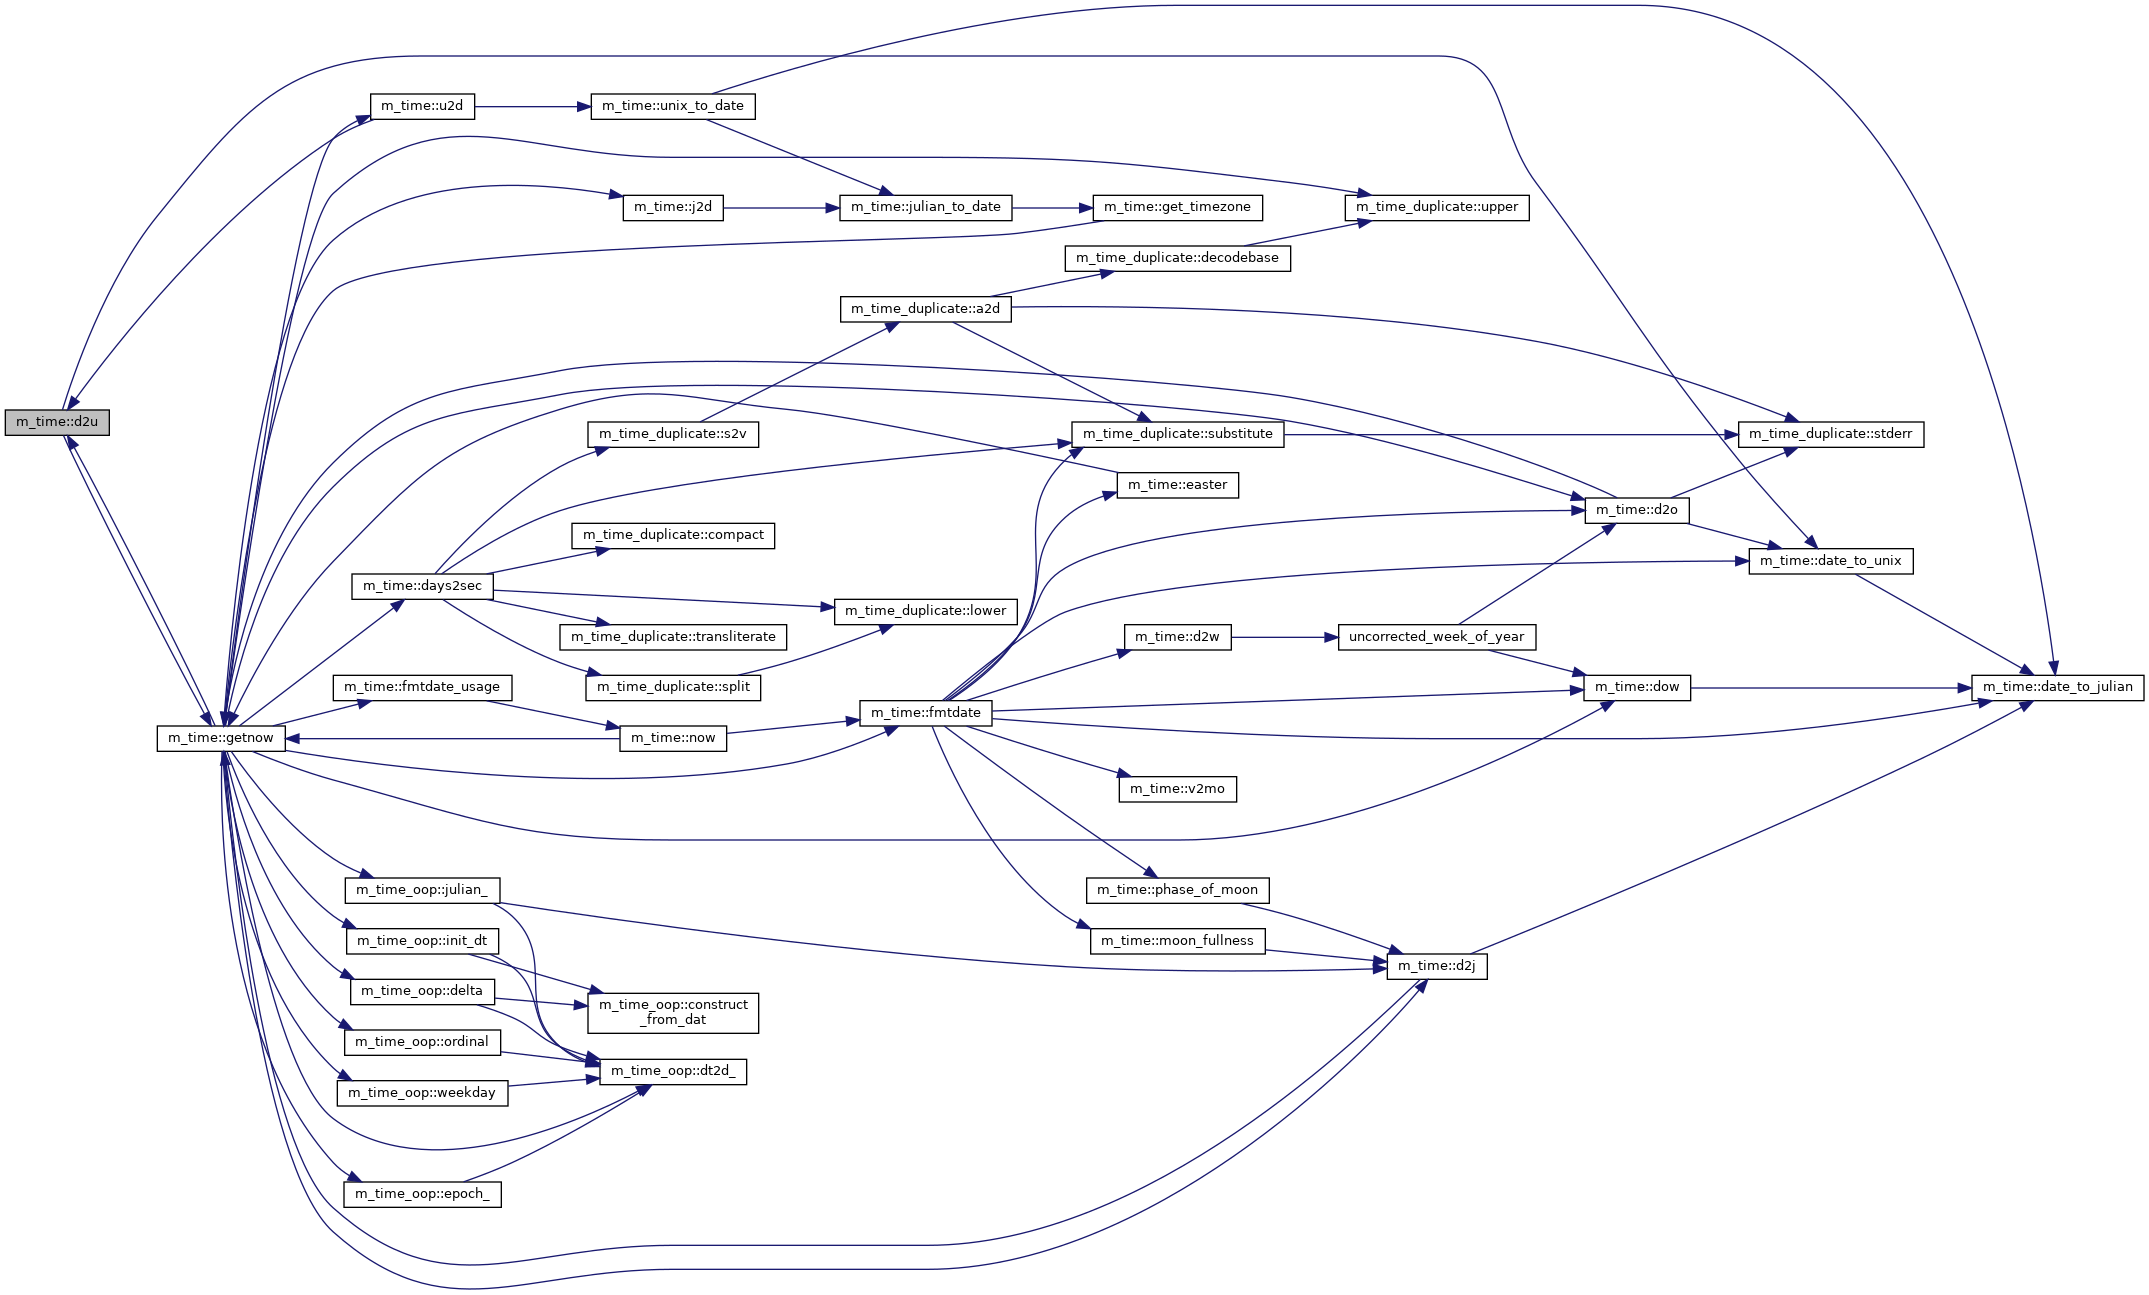 m_time::u2d
m_time::unix_to_date
m_time::j2d
m_time::julian_to_date
m_time::get_timezone
m_time_duplicate::upper
m_time_duplicate::decodebase
m_time_duplicate::a2d
m_time::d2u
m_time_duplicate::s2v
m_time_duplicate::substitute
m_time_duplicate::stderr
m_time::easter
m_time::d2o
m_time_duplicate::compact
m_time::date_to_unix
m_time::days2sec
m_time_duplicate::lower
m_time_duplicate::transliterate
m_time::d2w
uncorrected_week_of_year
m_time::fmtdate_usage
m_time_duplicate::split
m_time::dow
m_time::date_to_julian
m_time::fmtdate
m_time::getnow
m_time::now
m_time::v2mo
m_time_oop::julian_
m_time::phase_of_moon
m_time_oop::init_dt
m_time::moon_fullness
m_time::d2j
m_time_oop::delta
m_time_oop::construct
_from_dat
m_time_oop::ordinal
m_time_oop::dt2d_
m_time_oop::weekday
m_time_oop::epoch_